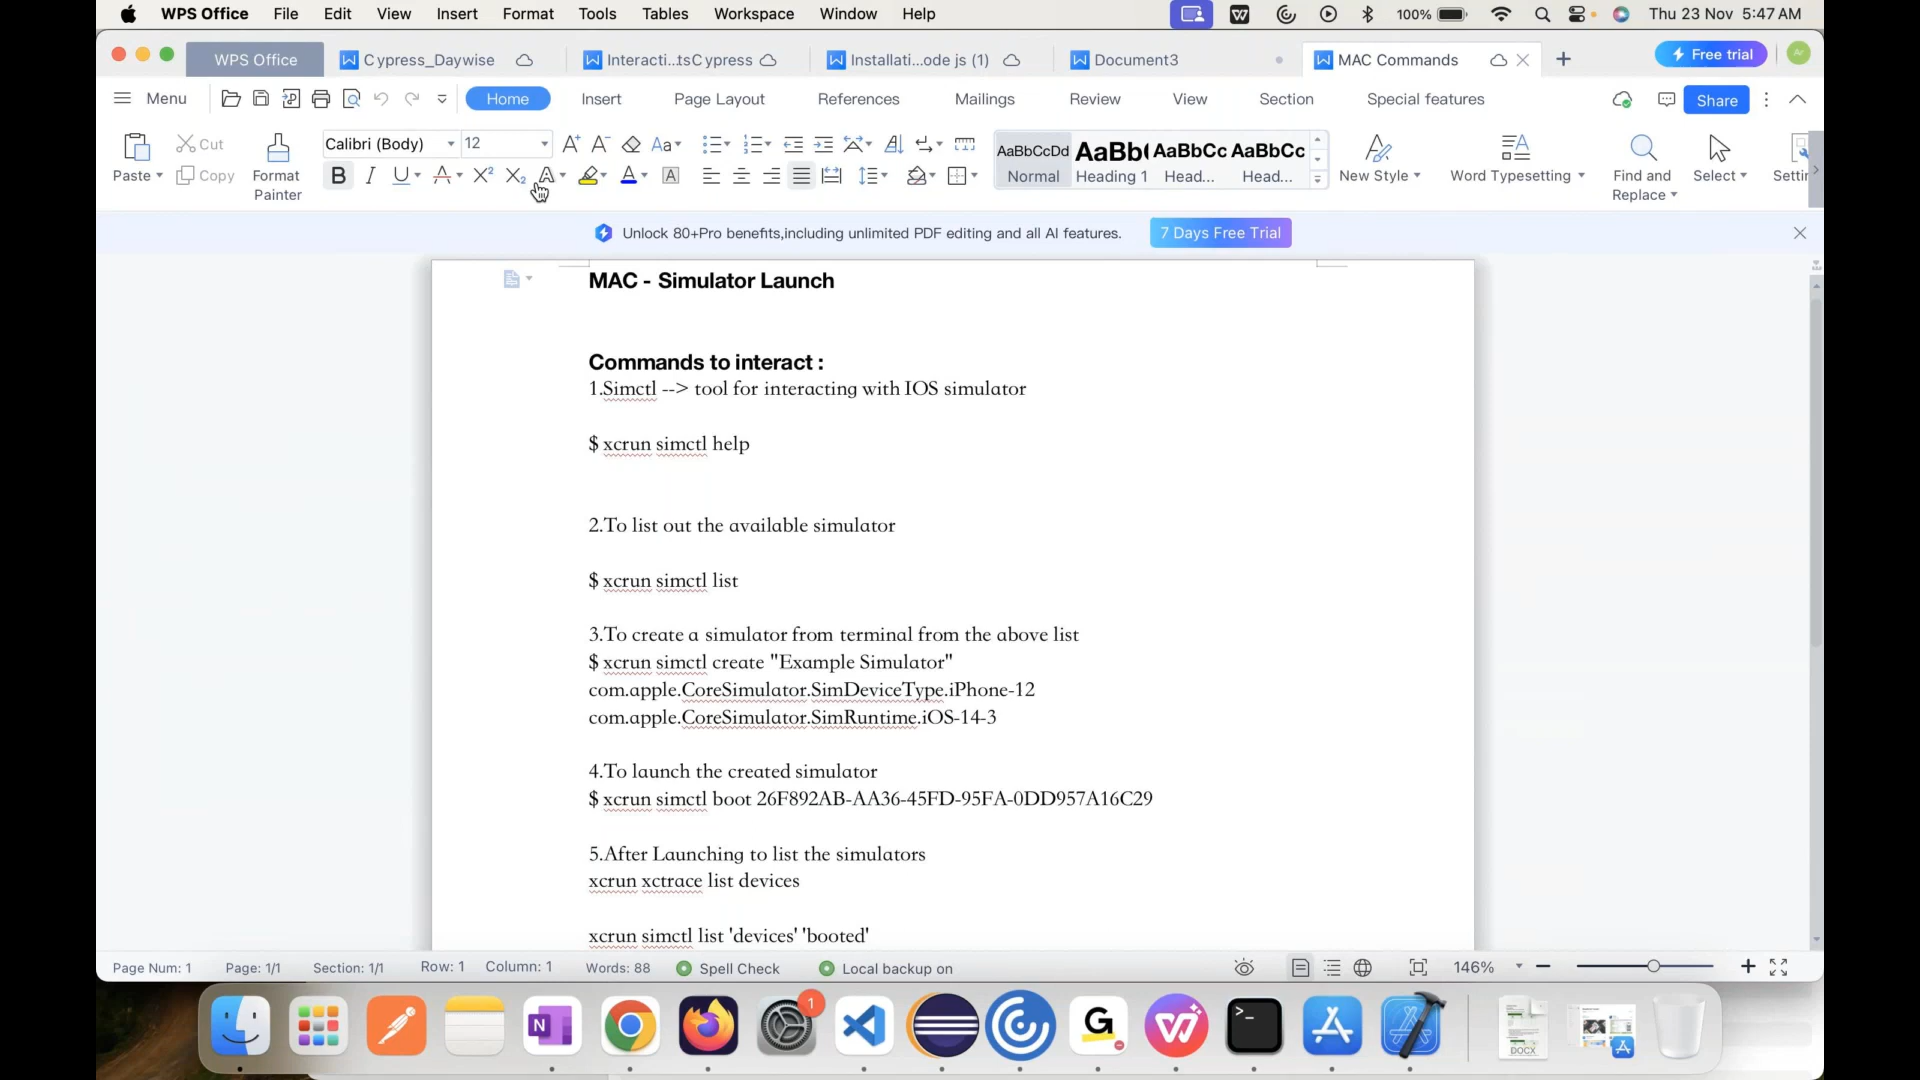 WPS Office File Edit View Insert Format Tools Tables Workspace Window Help 100% Thu 23 Nov 5:47 AM
WPS Office Cypress_Daywise Interacti...tsCypress Installati...ode js (1) Document3 MAC Commands Free trial Ar
Menu Home Insert Page Layout References Mailings Review View Section Special features Share
Cut Calibri (Body) 12 AaBbCcDd AaBb( AaBbCc AaBbCc
Paste Copy Format Painter Normal Heading 1 Head... Head... New Style Word Typesetting Find and Replace Select Settin
Unlock 80+Pro benefits,including unlimited PDF editing and all AI features. 7 Days Free Trial
MAC - Simulator Launch
Commands to interact :
1.Simctl --> tool for interacting with IOS simulator
$ xcrun simctl help
2.To list out the available simulator
$ xcrun simctl list
3.To create a simulator from terminal from the above list
$ xcrun simctl create "Example Simulator"
com.apple.CoreSimulator.SimDeviceType.iPhone-12
com.apple.CoreSimulator.SimRuntime.iOS-14-3
4.To launch the created simulator
$ xcrun simctl boot 26F892AB-AA36-45FD-95FA-0DD957A16C29
5.After Launching to list the simulators
xcrun xctrace list devices
xcrun simctl list 'devices' 'booted'
Page Num: 1 Page: 1/1 Section: 1/1 Row: 1 Column: 1 Words: 88 Spell Check Local backup on 146%
1
DOCX